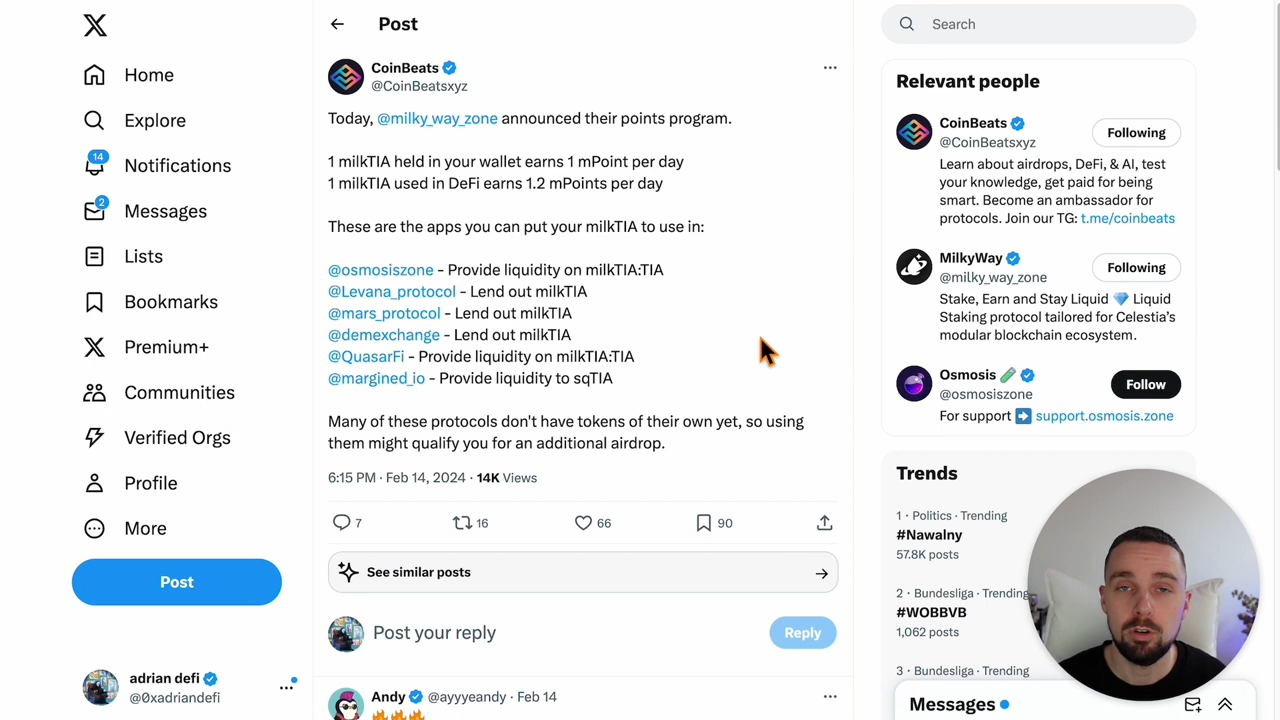 Home
Explore
14
Notifications
2
Messages
Lists
Bookmarks
Premium+
Communities
Verified Orgs
Profile
More
Post
adrian defi
@0xadriandefi
Post
CoinBeats
@CoinBeatsxyz
Today, @milky_way_zone announced their points program.
1 milkTIA held in your wallet earns 1 mPoint per day
1 milkTIA used in DeFi earns 1.2 mPoints per day
These are the apps you can put your milkTIA to use in:
@osmosiszone - Provide liquidity on milkTIA:TIA
@Levana_protocol - Lend out milkTIA
@mars_protocol - Lend out milkTIA
@demexchange - Lend out milkTIA
@QuasarFi - Provide liquidity on milkTIA:TIA
@margined_io - Provide liquidity to sqTIA
Many of these protocols don't have tokens of their own yet, so using
them might qualify you for an additional airdrop.
6:15 PM · Feb 14, 2024 · 14K Views
7 16 66 90
See similar posts
Post your reply
Reply
Andy @ayyyeandy · Feb 14
Search
Relevant people
CoinBeats
@CoinBeatsxyz
Following
Learn about airdrops, DeFi, & AI, test
your knowledge, get paid for being
smart. Become an ambassador for
protocols. Join our TG: t.me/coinbeats
MilkyWay
@milky_way_zone
Following
Stake, Earn and Stay Liquid 💎 Liquid
Staking protocol tailored for Celestia's
modular blockchain ecosystem.
Osmosis
@osmosiszone
Follow
For support ➡️ support.osmosis.zone
Trends
1 · Politics · Trending
#Nawalny
57.8K posts
2 · Bundesliga · Trending
#WOBBVB
1,062 posts
3 · Bundesliga · Trending
Messages